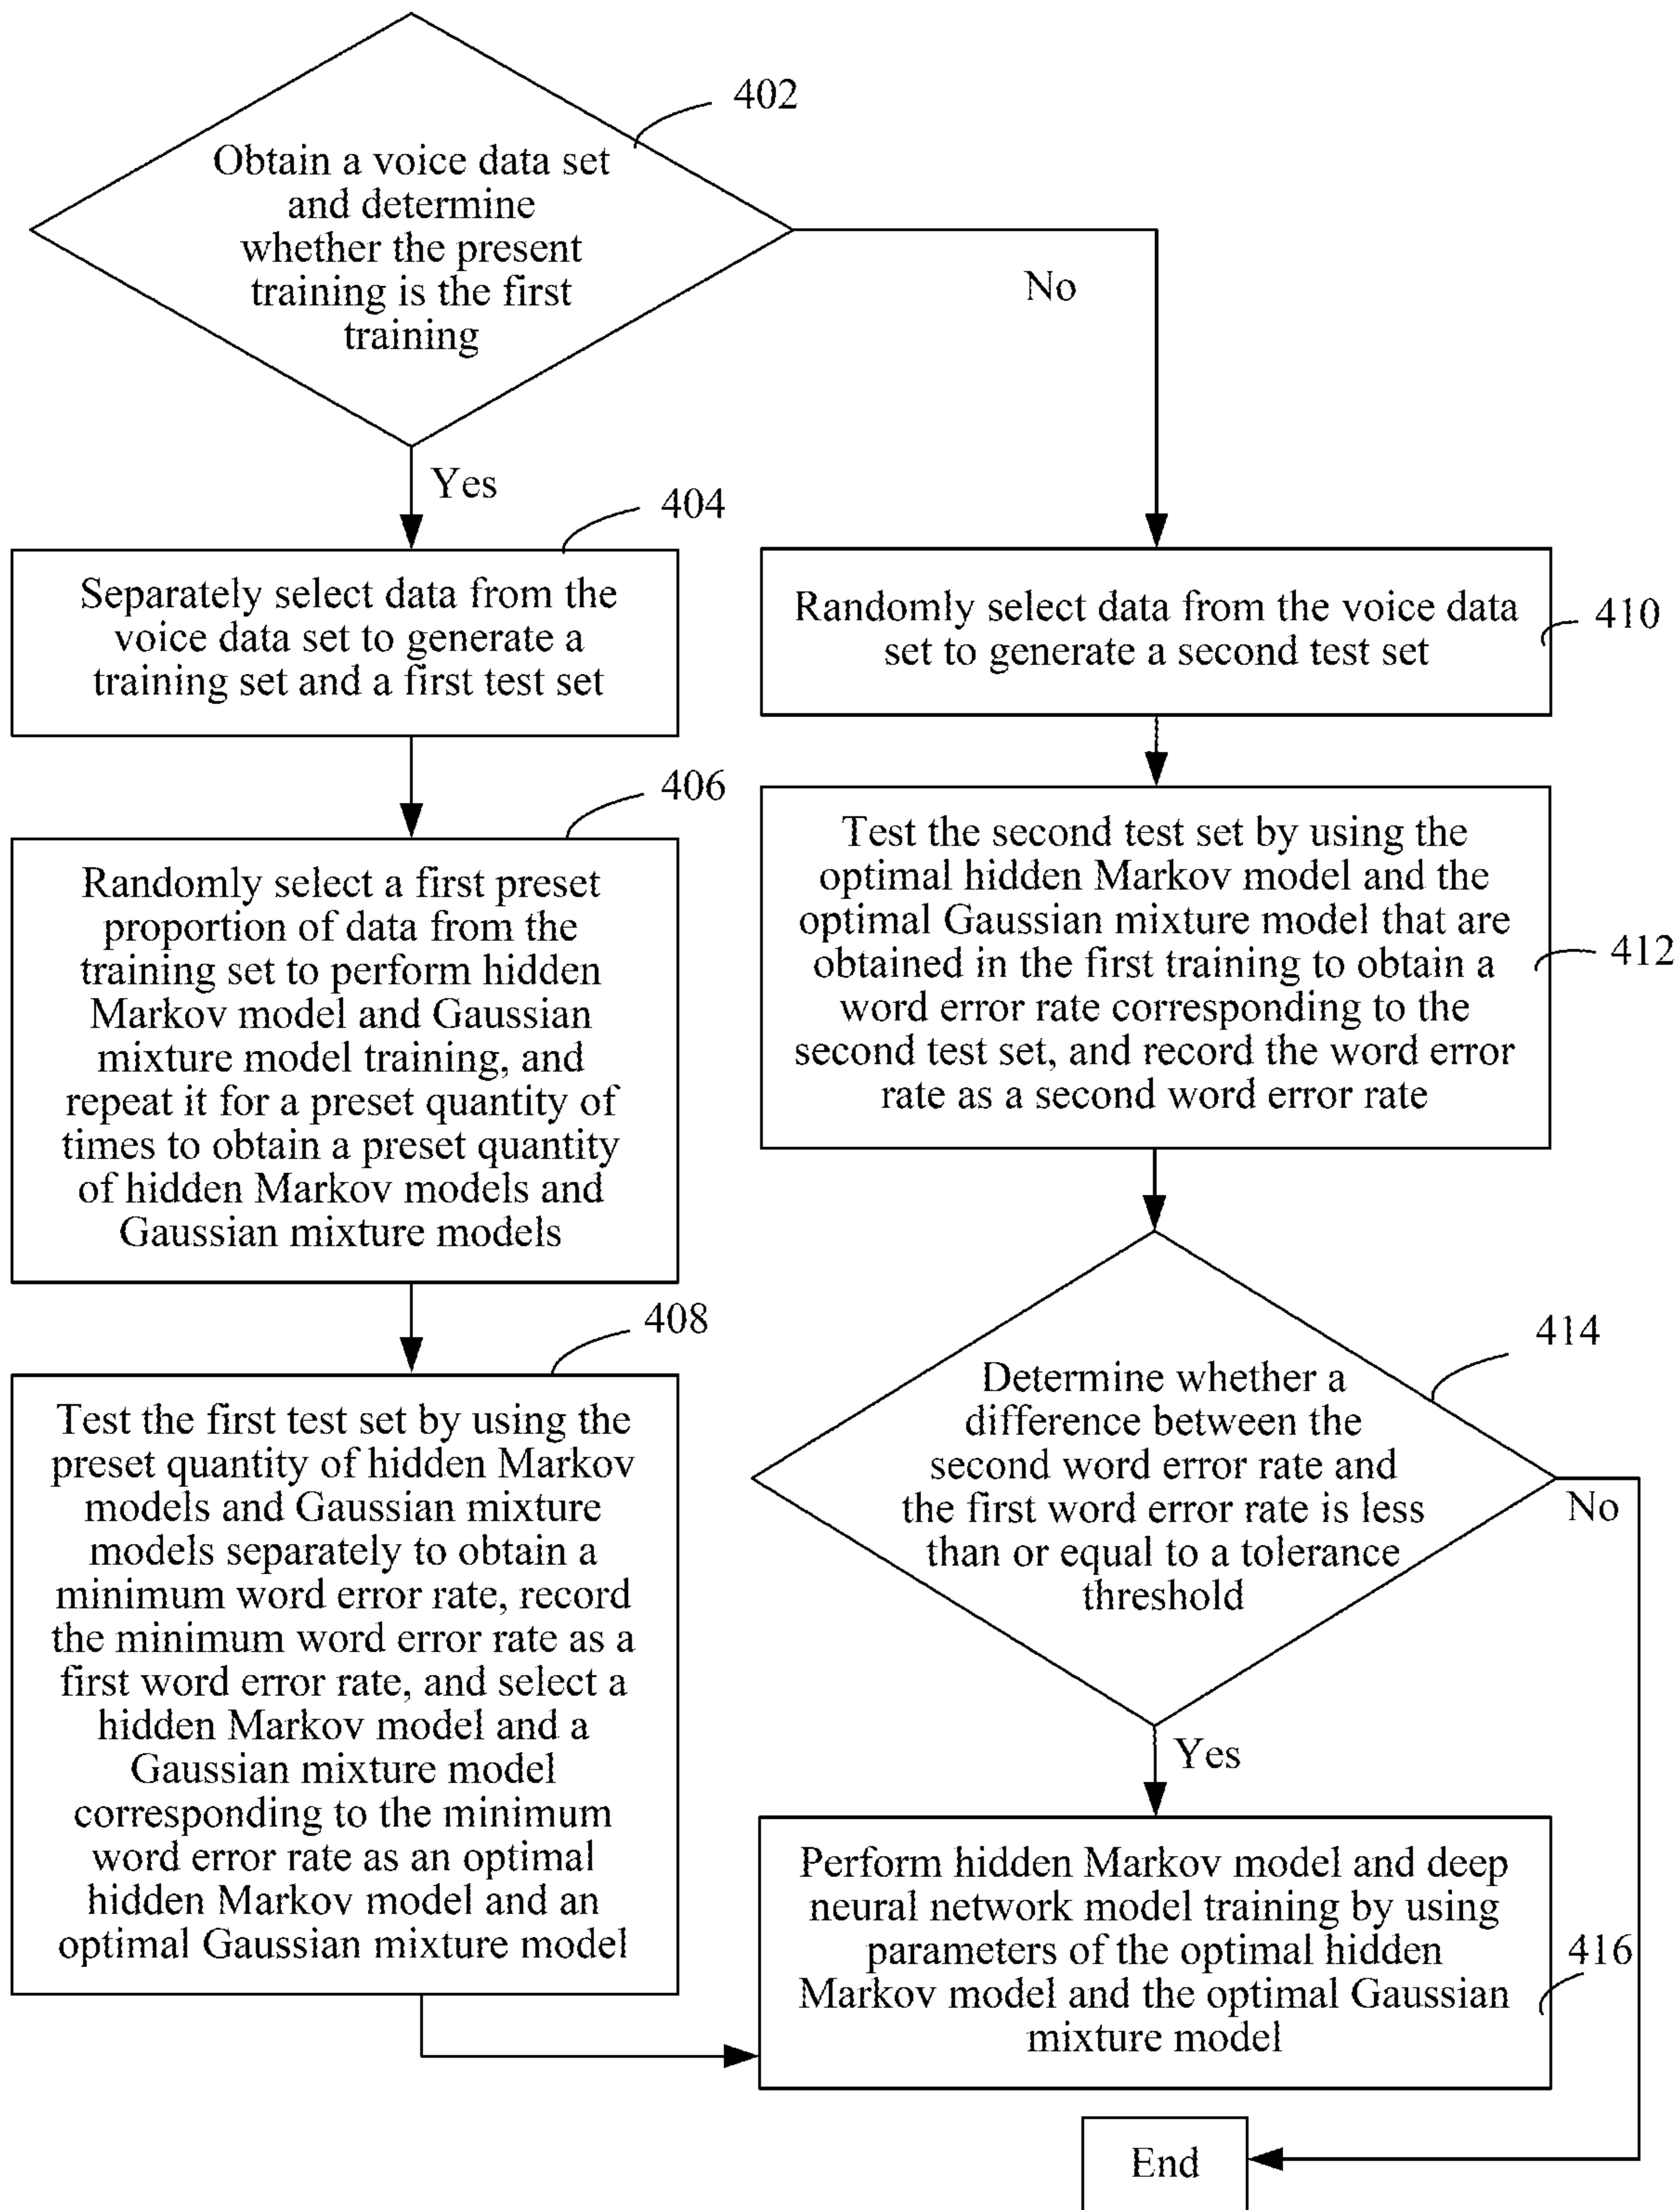 402
Obtain a voice data set
and determine
whether the present
training is the first
training
No
Yes
404
Separately select data from the
voice data set to generate a
training set and a first test set
406
Randomly select a first preset
proportion of data from the
training set to perform hidden
Markov model and Gaussian
mixture model training, and
repeat it for a preset quantity of
times to obtain a preset quantity
of hidden Markov models and
Gaussian mixture models
408
Test the first test set by using the
preset quantity of hidden Markov
models and Gaussian mixture
models separately to obtain a
minimum word error rate, record
the minimum word error rate as a
first word error rate, and select a
hidden Markov model and a
Gaussian mixture model
corresponding to the minimum
word error rate as an optimal
hidden Markov model and an
optimal Gaussian mixture model
Randomly select data from the voice data
set to generate a second test set
410
Test the second test set by using the
optimal hidden Markov model and the
optimal Gaussian mixture model that are
obtained in the first training to obtain a
word error rate corresponding to the
second test set, and record the word error
rate as a second word error rate
412
414
Determine whether a
difference between the
second word error rate and
the first word error rate is less
than or equal to a tolerance
threshold
No
Yes
Perform hidden Markov model and deep
neural network model training by using
parameters of the optimal hidden
Markov model and the optimal Gaussian
mixture model
416
End